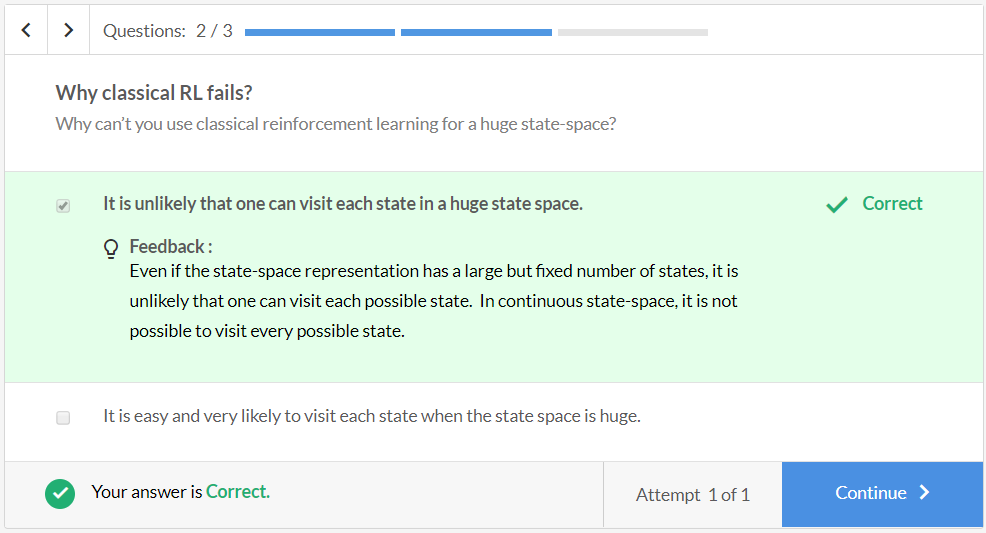 Questions: 2 / 3
Why classical RL fails?
Why can't you use classical reinforcement learning for a huge state-space?
It is unlikely that one can visit each state in a huge state space.
Correct
Feedback :
Even if the state-space representation has a large but fixed number of states, it is
unlikely that one can visit each possible state. In continuous state-space, it is not
possible to visit every possible state.
It is easy and very likely to visit each state when the state space is huge.
Your answer is Correct.
Attempt 1 of 1
Continue